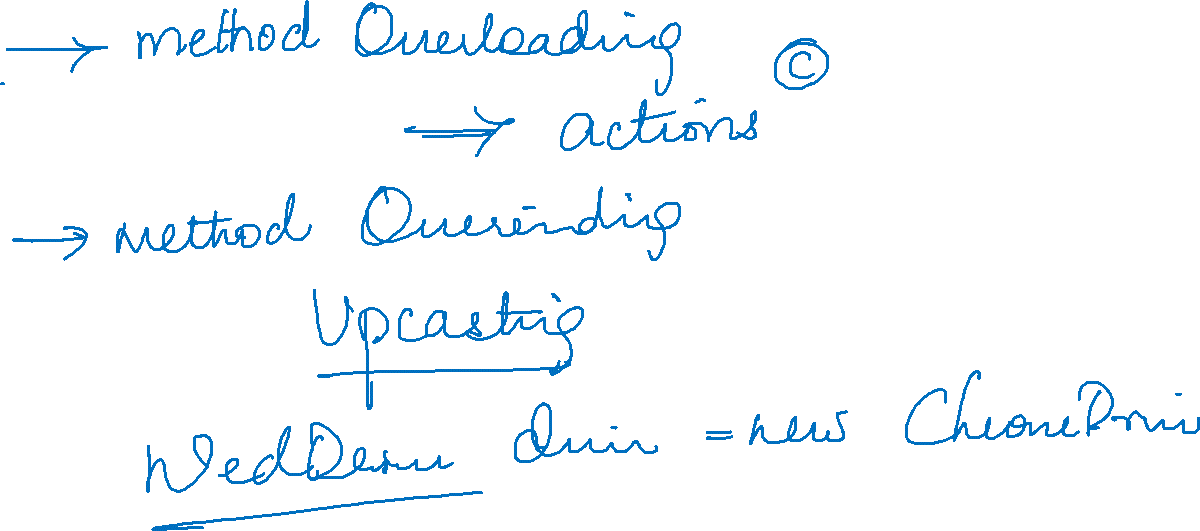 → method Overloading ©
→ actions
→ Method Overriding
Upcasting
WebDriver driver = new ChromeDriv